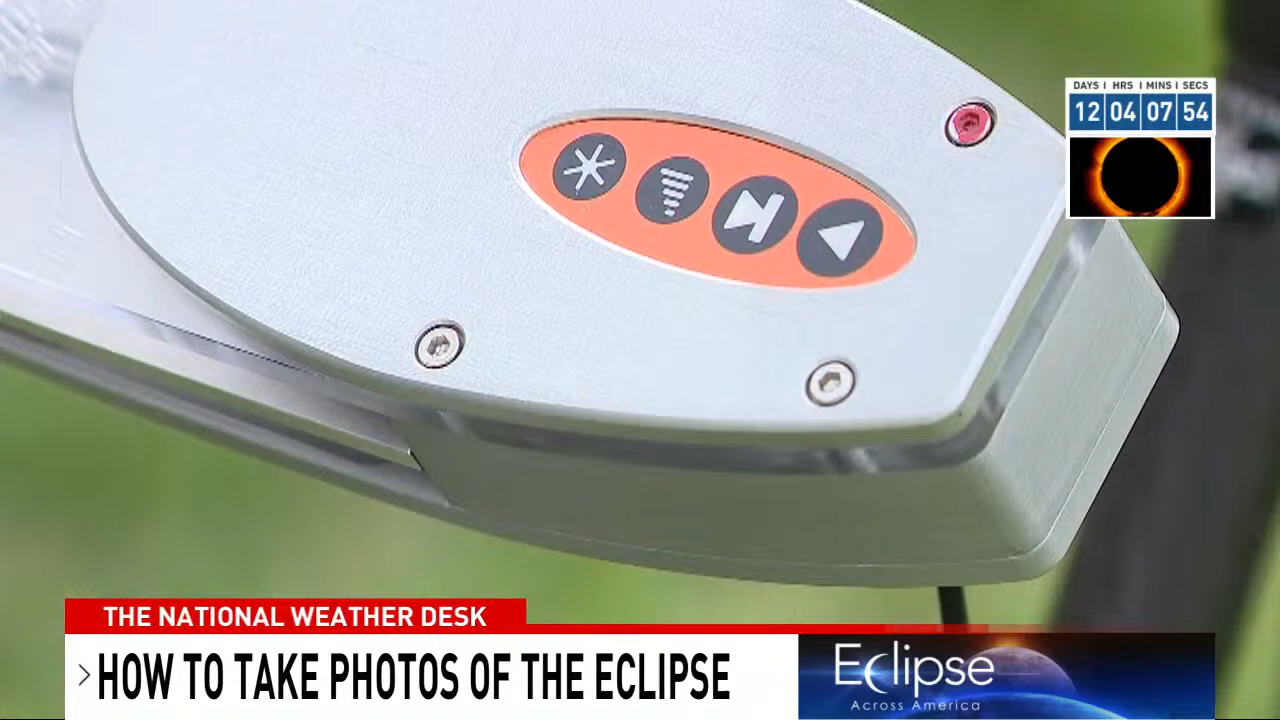 DAYS | HRS | MINS | SECS
12 04 07 54
THE NATIONAL WEATHER DESK
HOW TO TAKE PHOTOS OF THE ECLIPSE
Eclipse
Across America